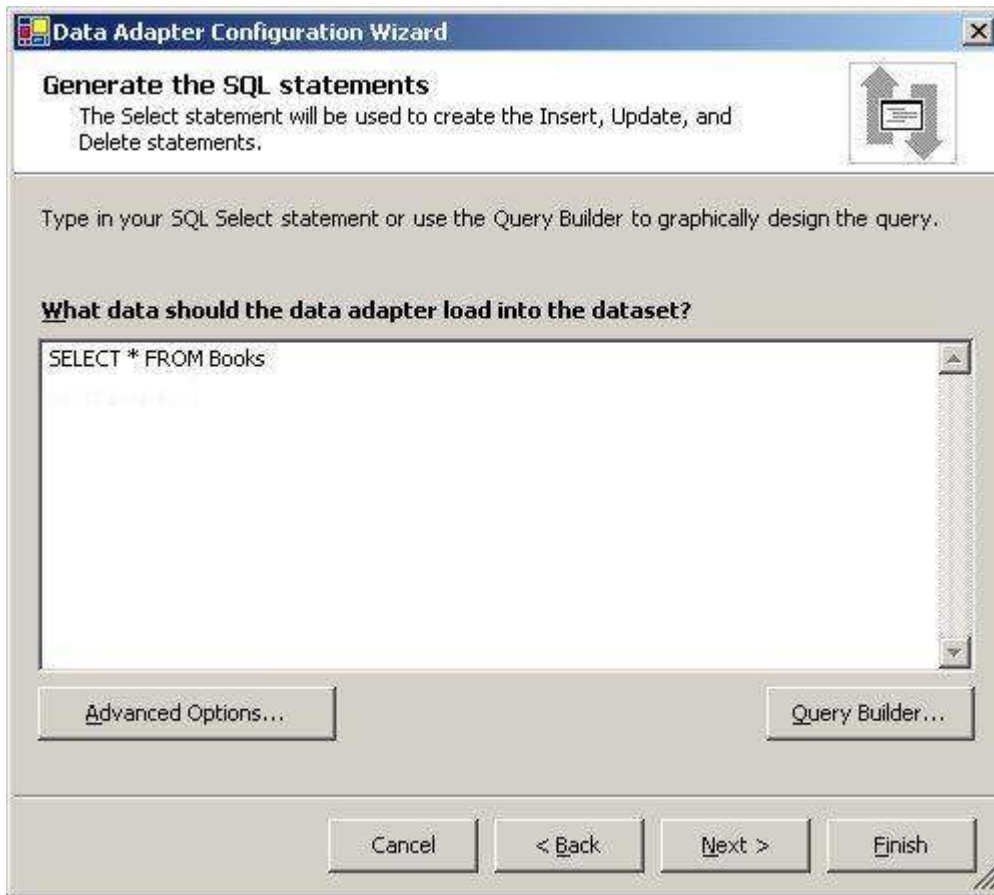 Data Adapter Configuration Wizard
Generate the SQL statements
The Select statement will be used to create the Insert, Update, and
Delete statements.
Type in your SQL Select statement or use the Query Builder to graphically design the query.
What data should the data adapter load into the dataset?
SELECT * FROM Books
Advanced Options...
Query Builder...
Cancel
< Back
Next >
Finish